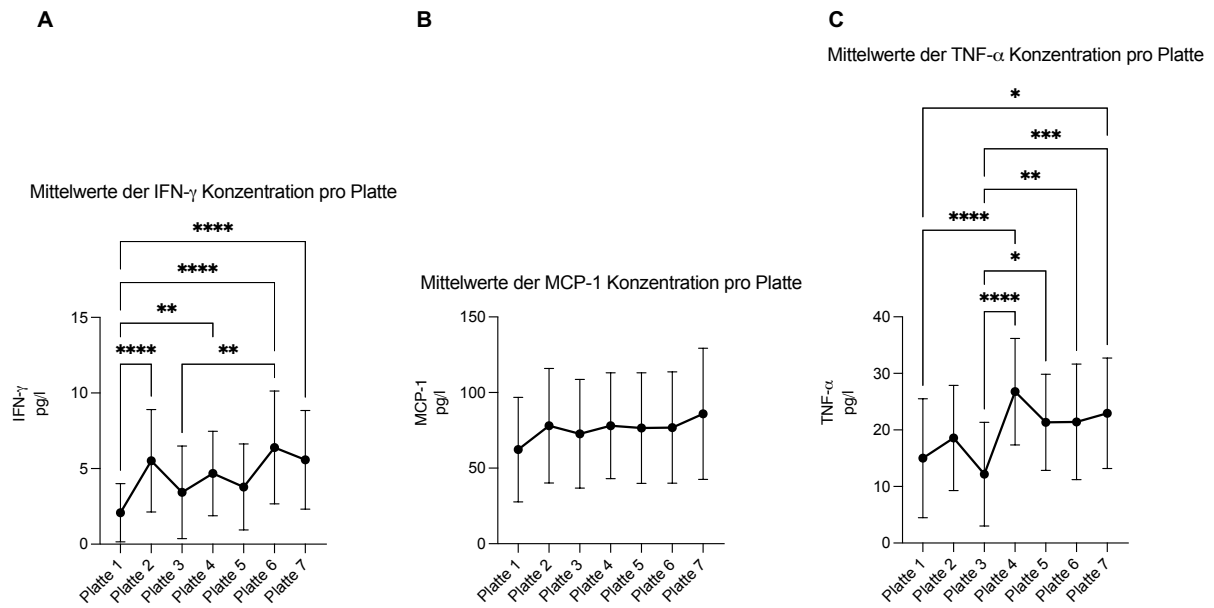 A
Mittelwerte der IFN-γ Konzentration pro Platte
****
****
**
****
**
15
10
5
0
IFN-γ
pg/l
Platte 1
Platte 2
Platte 3
Platte 4
Platte 5
Platte 6
Platte 7
B
Mittelwerte der MCP-1 Konzentration pro Platte
150
100
50
0
MCP-1
pg/l
Platte 1
Platte 2
Platte 3
Platte 4
Platte 5
Platte 6
Platte 7
C
Mittelwerte der TNF-α Konzentration pro Platte
*
***
**
****
*
****
40
30
20
10
0
TNF-α
pg/l
Platte 1
Platte 2
Platte 3
Platte 4
Platte 5
Platte 6
Platte 7